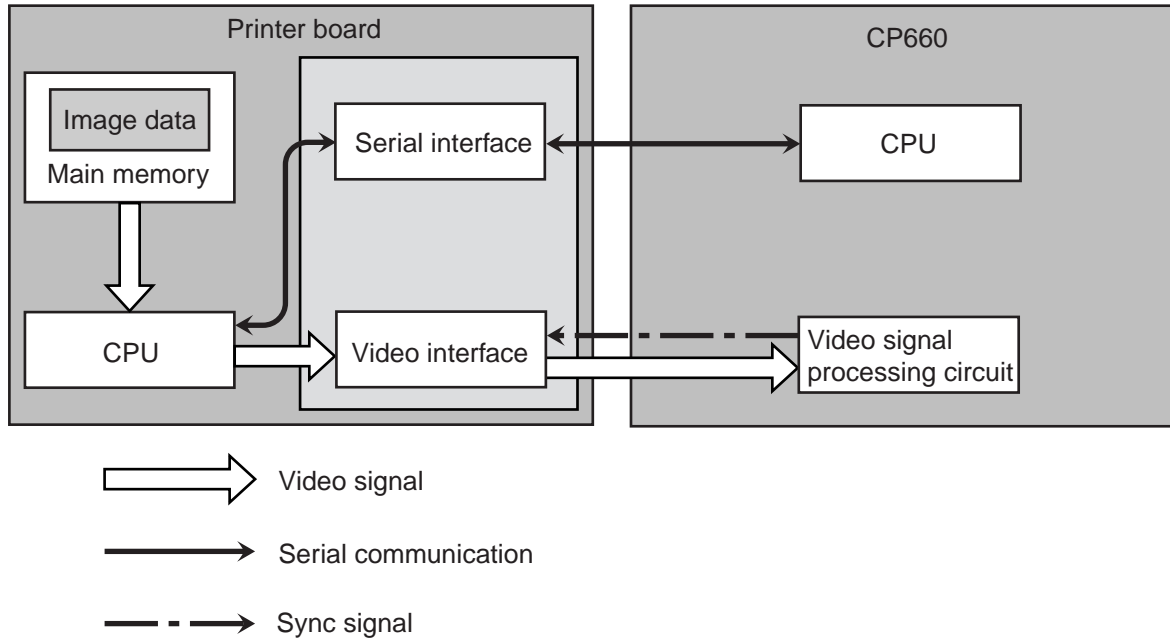 Printer board
CP660
Image data
Main memory
Serial interface
CPU
CPU
Video interface
Video signal
processing circuit
Video signal
Serial communication
Sync signal